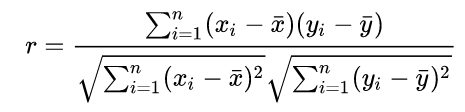 r = \frac{\sum_{i=1}^{n}(x_i - \bar{x})(y_i - \bar{y})}{\sqrt{\sum_{i=1}^{n}(x_i - \bar{x})^2}\sqrt{\sum_{i=1}^{n}(y_i - \bar{y})^2}}